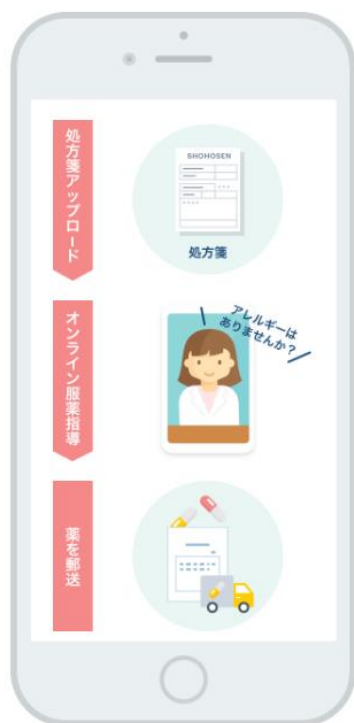 処方箋アップロード
SHOHOSEN
処方箋
オンライン服薬指導
アレルギーは
ありませんか?
薬を郵送